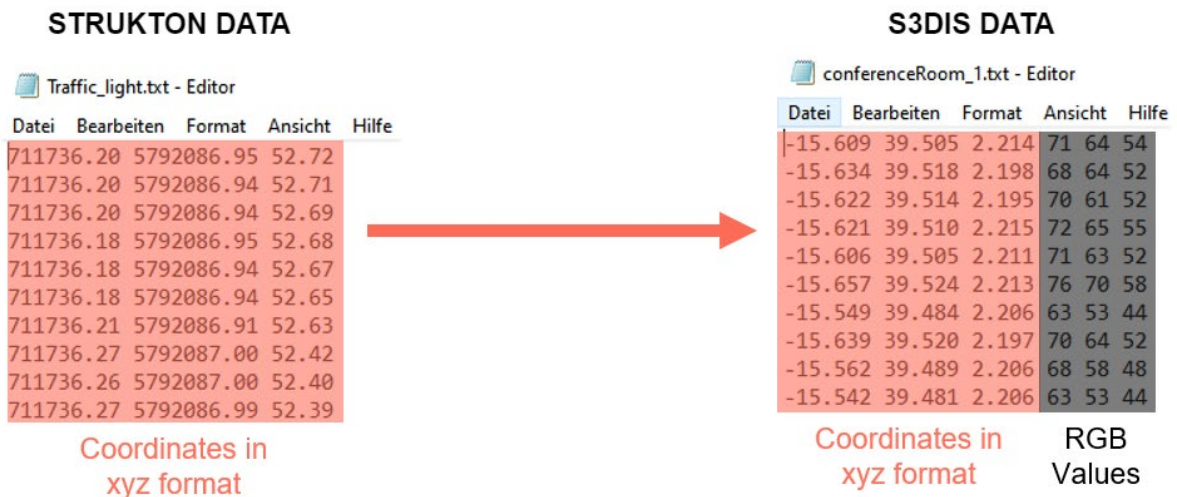 STRUKTON DATA
Traffic_light.txt - Editor
Datei Bearbeiten Format Ansicht Hilfe
711736.20 5792086.95 52.72
711736.20 5792086.94 52.71
711736.20 5792086.94 52.69
711736.18 5792086.95 52.68
711736.18 5792086.94 52.67
711736.18 5792086.94 52.65
711736.21 5792086.91 52.63
711736.27 5792087.00 52.42
711736.26 5792087.00 52.40
711736.27 5792086.99 52.39
Coordinates in
xyz format
S3DIS DATA
conferenceRoom_1.txt - Editor
Datei Bearbeiten Format Ansicht Hilfe
-15.609 39.505 2.214 71 64 54
-15.634 39.518 2.198 68 64 52
-15.622 39.514 2.195 70 61 52
-15.621 39.510 2.215 72 65 55
-15.606 39.505 2.211 71 63 52
-15.657 39.524 2.213 76 70 58
-15.549 39.484 2.206 63 53 44
-15.639 39.520 2.197 70 64 52
-15.562 39.489 2.206 68 58 48
-15.542 39.481 2.206 63 53 44
Coordinates in
xyz format
RGB
Values